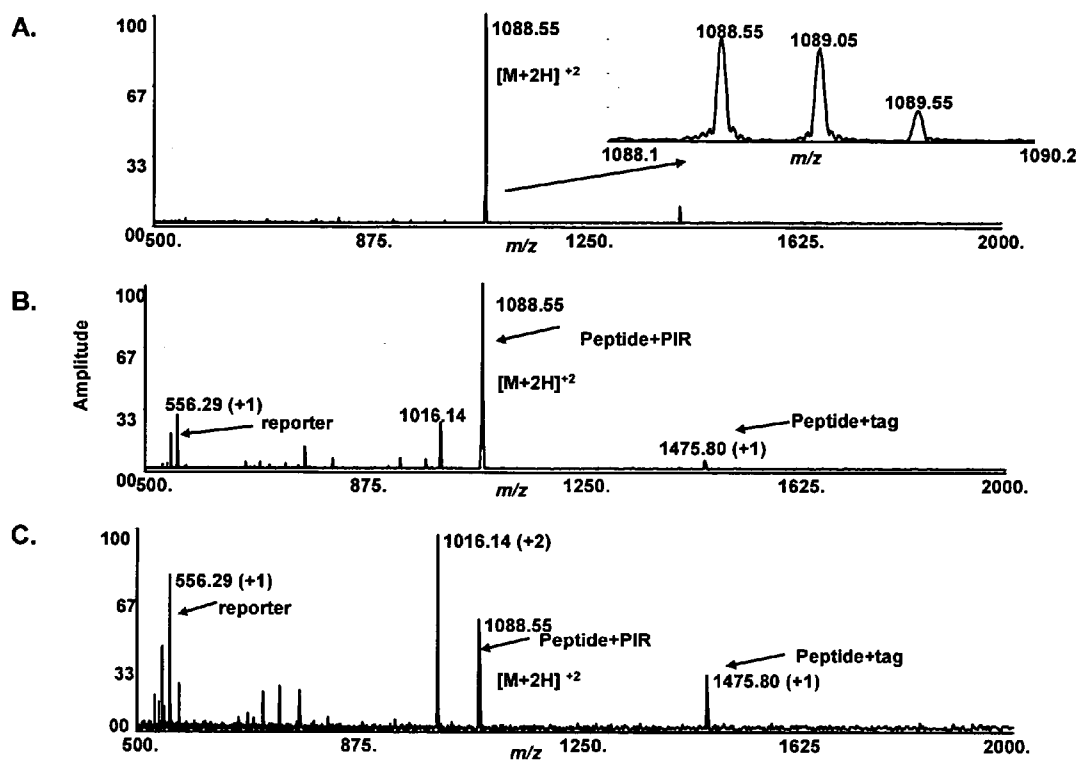 A.
100
67
33
00
500.
875.
m/z
1250.
1625.
2000.
1088.55
[M+2H] +2
1088.55
1089.05
1089.55
1088.1
m/z
1090.2
B.
Amplitude
100
67
33
00
500.
875.
m/z
1250.
1625.
2000.
556.29 (+1)
reporter
1016.14
1088.55
Peptide+PIR
[M+2H]+2
Peptide+tag
1475.80 (+1)
C.
100
67
33
00
500.
875.
m/z
1250.
1625.
2000.
556.29 (+1)
reporter
1016.14 (+2)
1088.55
Peptide+PIR
[M+2H] +2
Peptide+tag
1475.80 (+1)